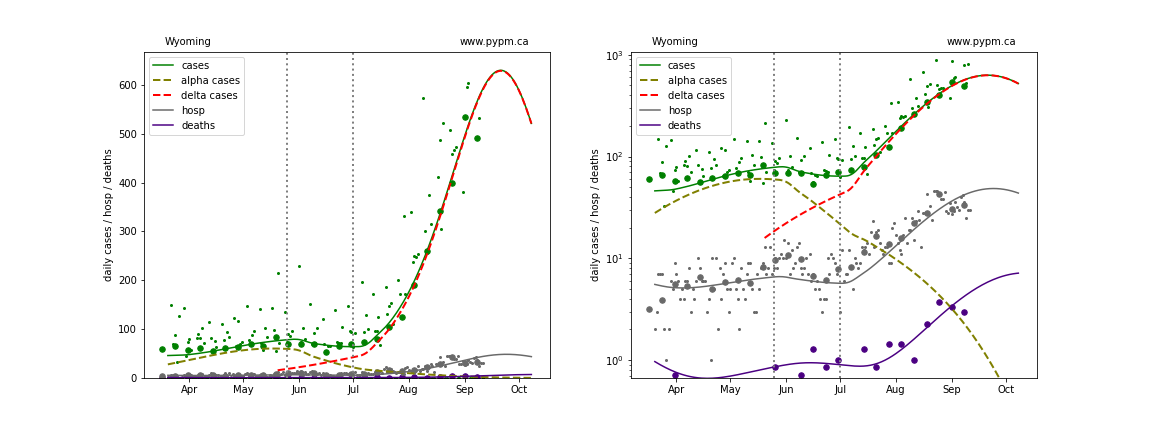 Wyoming
www.pypm.ca
cases
alpha cases
delta cases
hosp
deaths
daily cases / hosp / deaths
600
500
400
300
200
100
0
Apr
May
Jun
Jul
Aug
Sep
Oct
Wyoming
www.pypm.ca
cases
alpha cases
delta cases
hosp
deaths
daily cases / hosp / deaths
10³
10²
10¹
10⁰
Apr
May
Jun
Jul
Aug
Sep
Oct